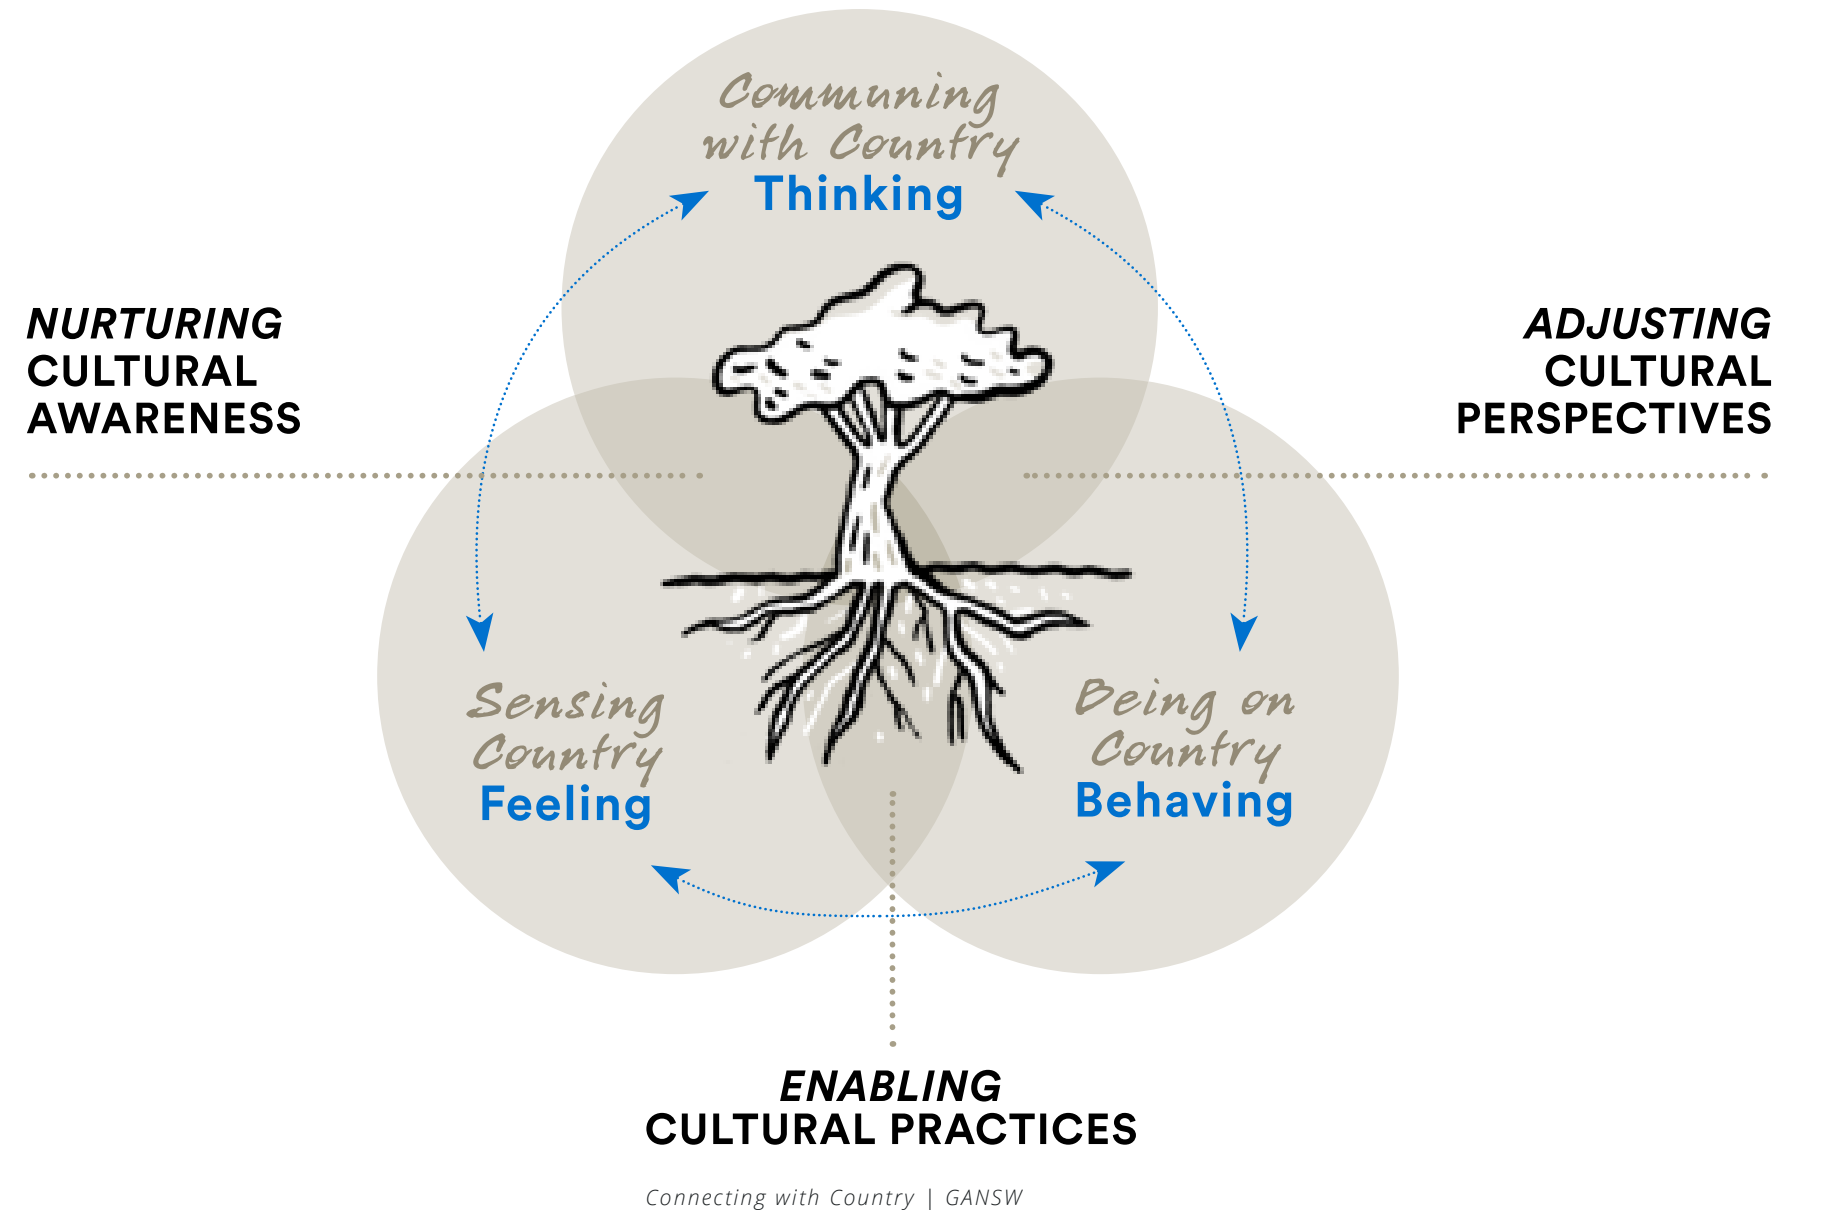 Communing
with Country
Thinking
NURTURING
CULTURAL
AWARENESS
ADJUSTING
CULTURAL
PERSPECTIVES
Sensing
Country
Feeling
Being on
Country
Behaving
ENABLING
CULTURAL PRACTICES
Connecting with Country | GANSW